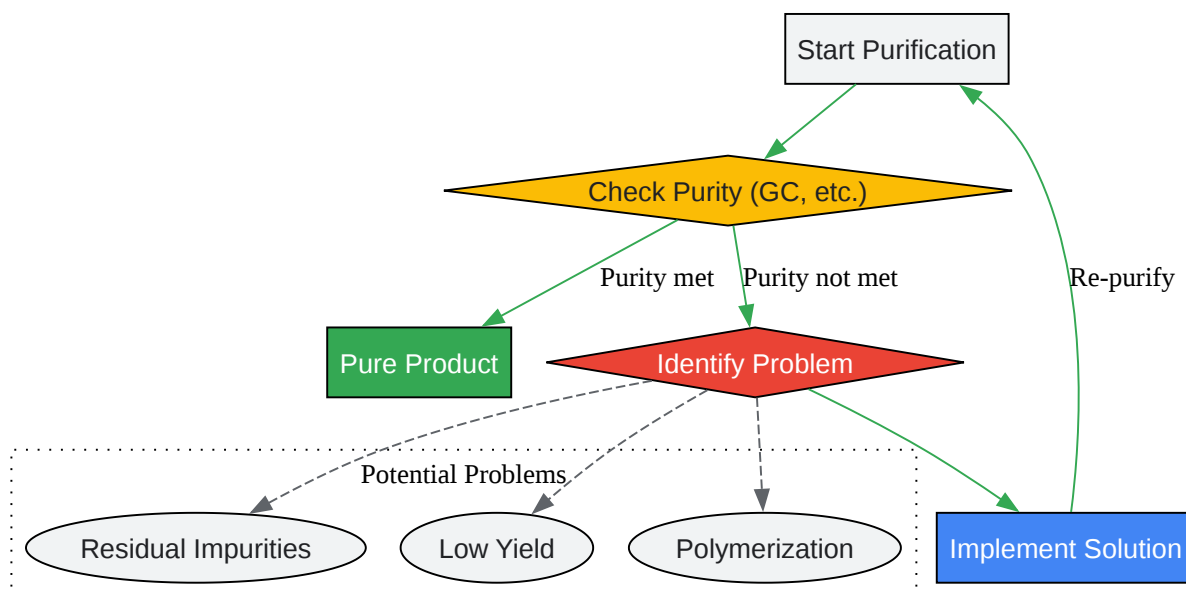 Start Purification
Check Purity (GC, etc.)
Purity met
Purity not met
Re-purify
Pure Product
Identify Problem
Potential Problems
Residual Impurities
Low Yield
Polymerization
Implement Solution